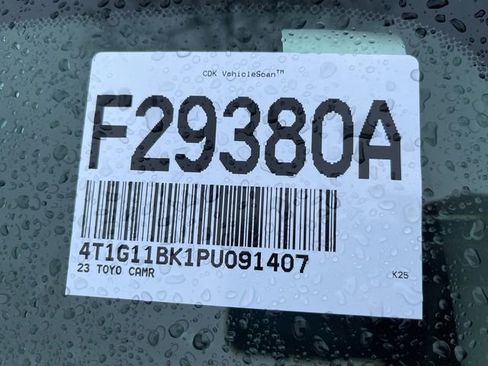 CDK VehicleScan™
F29380A
4T1G11BK1PU091407
23 TOYO CAMR
K25